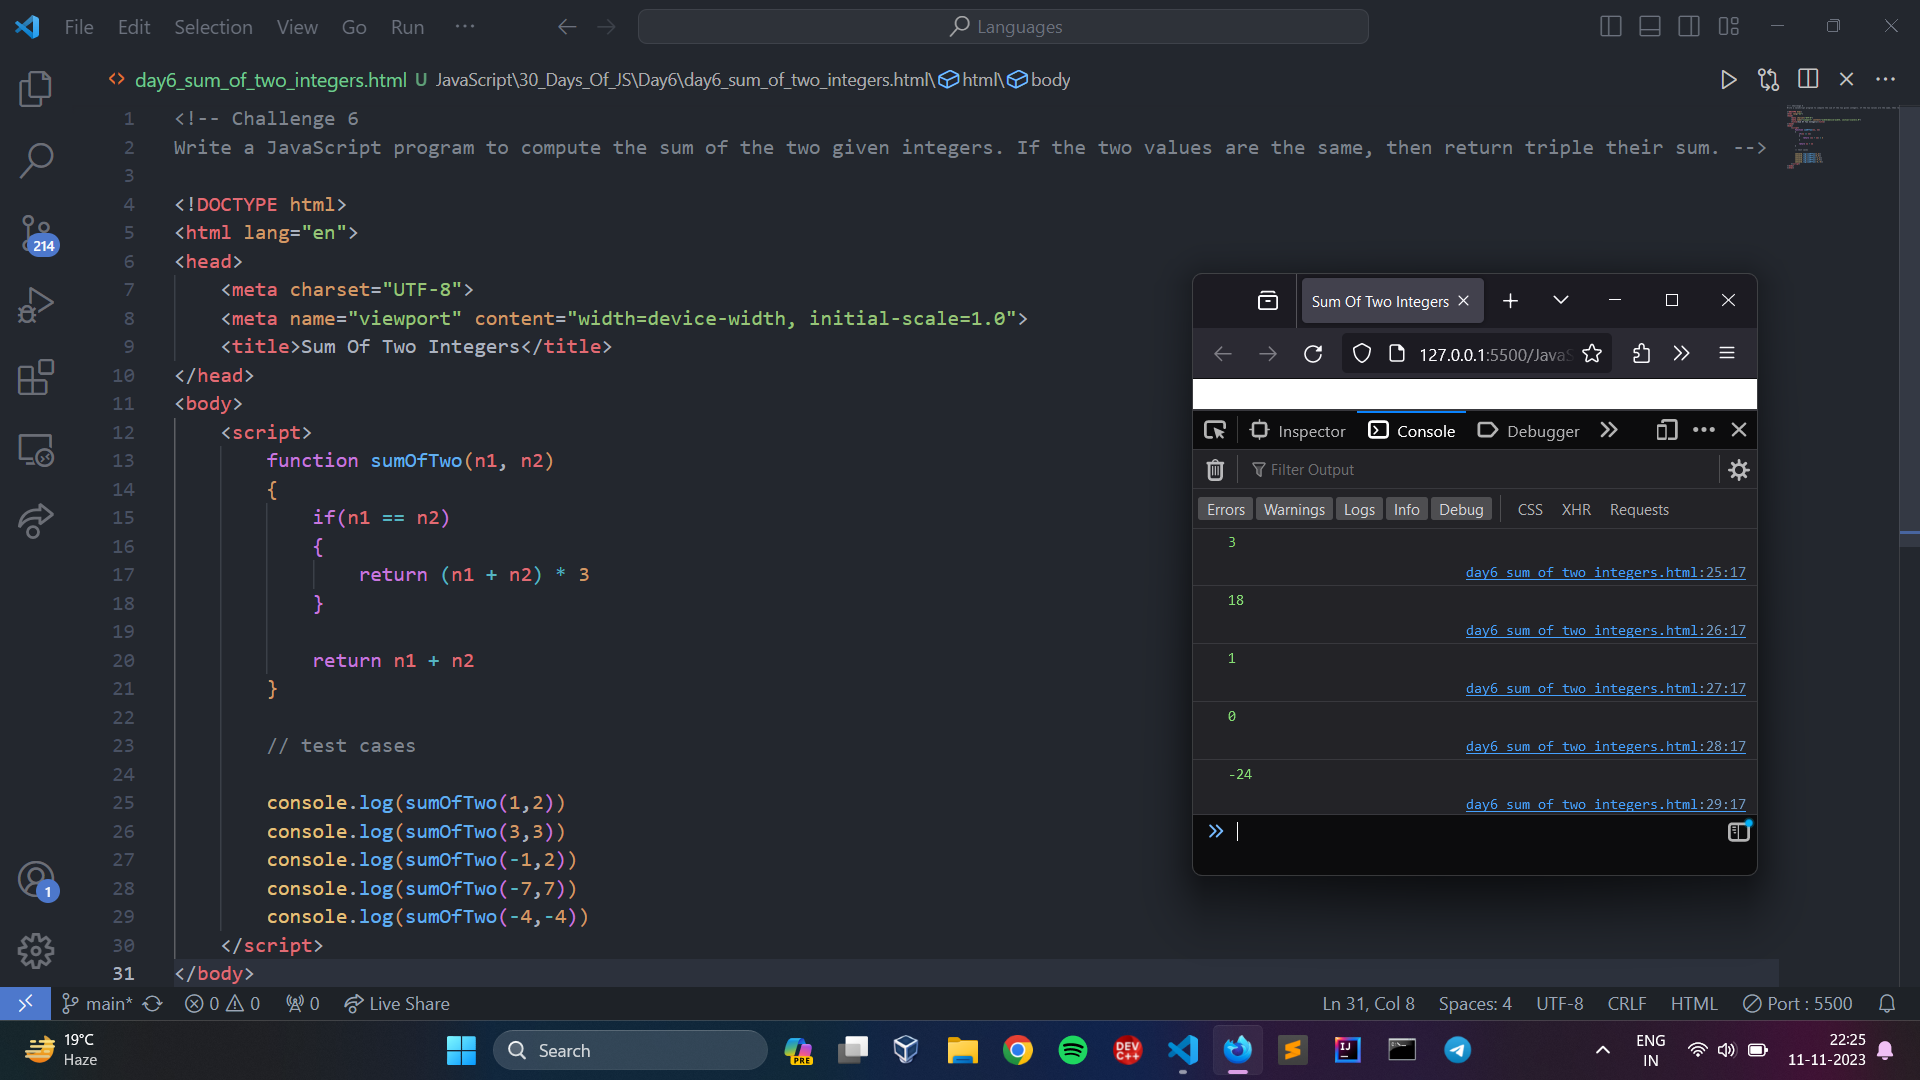 File Edit Selection View Go Run ··· Languages
day6_sum_of_two_integers.html U JavaScript\30_Days_Of_JS\Day6\day6_sum_of_two_integers.html\html\body
1 <!-- Challenge 6
2 Write a JavaScript program to compute the sum of the two given integers. If the two values are the same, then return triple their sum. -->
3
4 <!DOCTYPE html>
5 <html lang="en">
6 <head>
7 <meta charset="UTF-8">
8 <meta name="viewport" content="width=device-width, initial-scale=1.0">
9 <title>Sum Of Two Integers</title>
10 </head>
11 <body>
12 <script>
13 function sumOfTwo(n1, n2)
14 {
15 if(n1 == n2)
16 {
17 return (n1 + n2) * 3
18 }
19
20 return n1 + n2
21 }
22
23 // test cases
24
25 console.log(sumOfTwo(1,2))
26 console.log(sumOfTwo(3,3))
27 console.log(sumOfTwo(-1,2))
28 console.log(sumOfTwo(-7,7))
29 console.log(sumOfTwo(-4,-4))
30 </script>
31 </body>
214
1
Sum Of Two Integers
127.0.0.1:5500/JavaS
Inspector Console Debugger
Filter Output
Errors Warnings Logs Info Debug CSS XHR Requests
3
day6_sum_of_two_integers.html:25:17
18
day6_sum_of_two_integers.html:26:17
1
day6_sum_of_two_integers.html:27:17
0
day6_sum_of_two_integers.html:28:17
-24
day6_sum_of_two_integers.html:29:17
main* 0 0 0 Live Share Ln 31, Col 8 Spaces: 4 UTF-8 CRLF HTML Port : 5500
19°C
Haze
Search
PRE
DEV C++
IJ
ENG
IN
22:25
11-11-2023